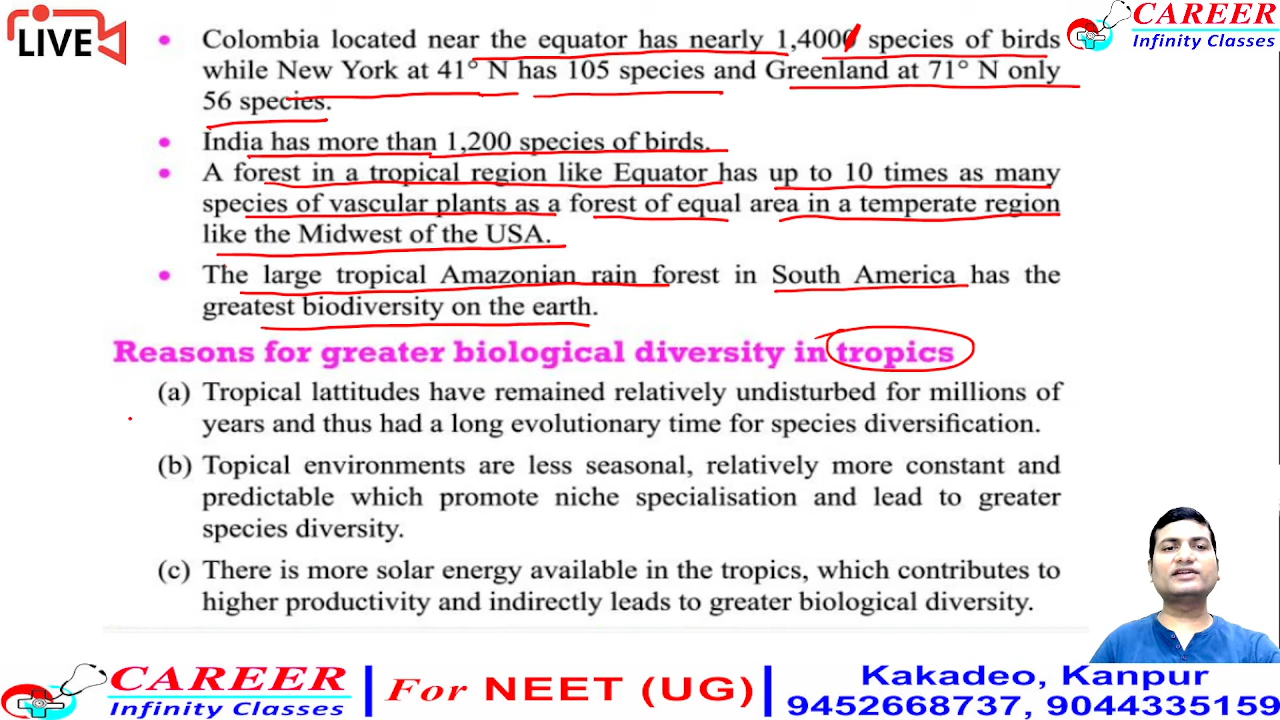 LIVE
CAREER
Infinity Classes
• Colombia located near the equator has nearly 1,4000 species of birds
while New York at 41° N has 105 species and Greenland at 71° N only
56 species.
• India has more than 1,200 species of birds.
• A forest in a tropical region like Equator has up to 10 times as many
species of vascular plants as a forest of equal area in a temperate region
like the Midwest of the USA.
• The large tropical Amazonian rain forest in South America has the
greatest biodiversity on the earth.
Reasons for greater biological diversity in tropics
(a) Tropical lattitudes have remained relatively undisturbed for millions of
years and thus had a long evolutionary time for species diversification.
(b) Topical environments are less seasonal, relatively more constant and
predictable which promote niche specialisation and lead to greater
species diversity.
(c) There is more solar energy available in the tropics, which contributes to
higher productivity and indirectly leads to greater biological diversity.
CAREER
Infinity Classes
For NEET (UG)
Kakadeo, Kanpur
9452668737, 9044335159